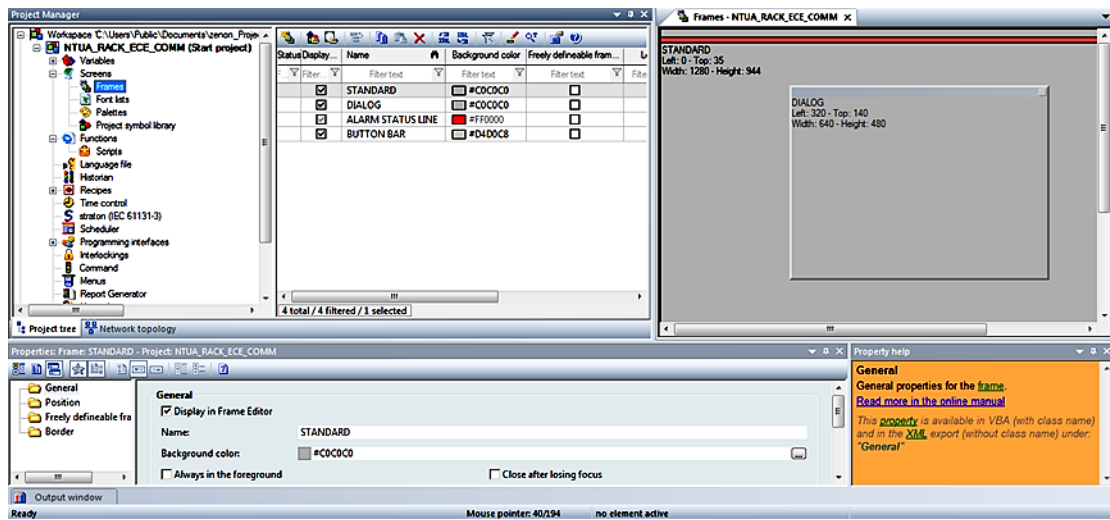 Project Manager
Workspace C:\Users\Public\Documents\zenon_Proje
NTUA_RACK_ECE_COMM (Start project)
Variables
Screens
Frames
Font lists
Palettes
Project symbol library
Functions
Scripts
Language file
Historian
Recipes
Time control
straton (IEC 61131-3)
Scheduler
Programming interfaces
Interlockings
Command
Menus
Report Generator
Project tree
Network topology
Status Display... Name Background color Freely defineable fram...
Filter... Filter text Filter text Filter text Filte
STANDARD #C0C0C0
DIALOG #C0C0C0
ALARM STATUS LINE #FF0000
BUTTON BAR #D4D0C8
4 total / 4 filtered / 1 selected
Frames - NTUA_RACK_ECE_COMM
STANDARD
Left: 0 - Top: 35
Width: 1280 - Height: 944
DIALOG
Left: 320 - Top: 140
Width: 640 - Height: 480
Properties: Frame: STANDARD - Project: NTUA_RACK_ECE_COMM
General
Position
Freely defineable fra
Border
General
Display in Frame Editor
Name: STANDARD
Background color: #C0C0C0
Always in the foreground Close after losing focus
Property help
General
General properties for the frame.
Read more in the online manual
This property is available in VBA (with class name)
and in the XML export (without class name) under:
"General"
Output window
Ready Mouse pointer: 40/194 no element active